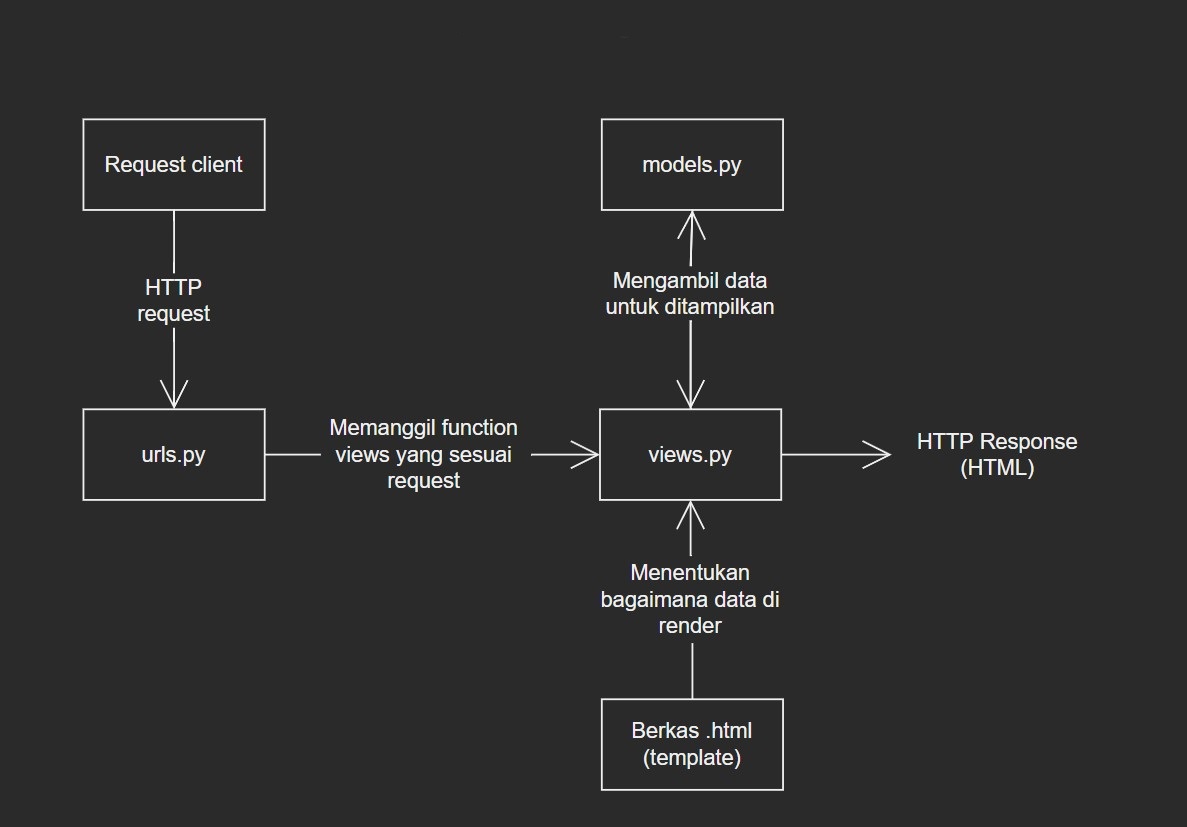 Request client
models.py
HTTP
request
Mengambil data
untuk ditampilkan
urls.py
Memanggil function
views yang sesuai
request
views.py
HTTP Response
(HTML)
Menentukan
bagaimana data di
render
Berkas .html
(template)